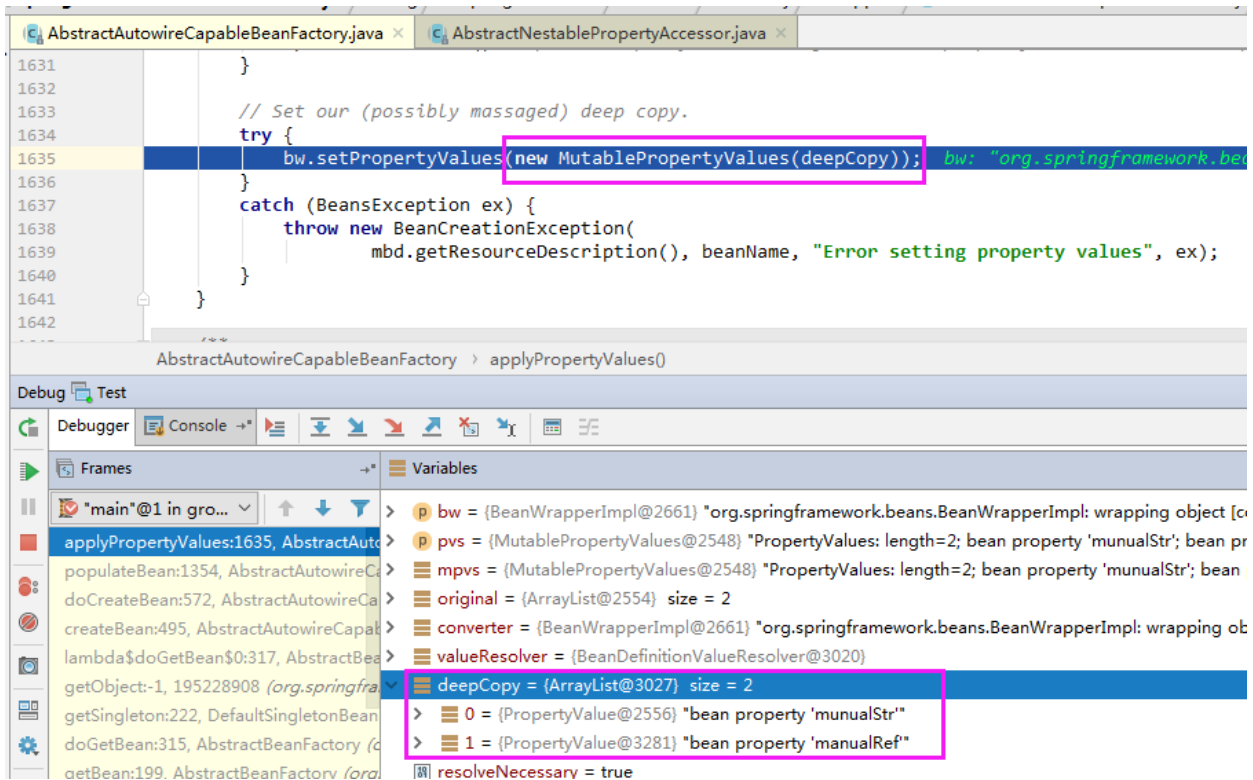 AbstractAutowireCapableBeanFactory.java × AbstractNestablePropertyAccessor.java ×
1631 }
1632
1633 // Set our (possibly massaged) deep copy.
1634 try {
1635 bw.setPropertyValues(new MutablePropertyValues(deepCopy)); bw: "org.springframework.bea
1636 }
1637 catch (BeansException ex) {
1638 throw new BeanCreationException(
1639 mbd.getResourceDescription(), beanName, "Error setting property values", ex);
1640 }
1641 }
1642
/**
AbstractAutowireCapableBeanFactory › applyPropertyValues()
Debug Test
Debugger Console
Frames Variables
"main"@1 in gro...
applyPropertyValues:1635, AbstractAuto
populateBean:1354, AbstractAutowireCa
doCreateBean:572, AbstractAutowireCa
createBean:495, AbstractAutowireCapab
lambda$doGetBean$0:317, AbstractBea
getObject:-1, 195228908 (org.springfra
getSingleton:222, DefaultSingletonBean
doGetBean:315, AbstractBeanFactory (o
getBean:199, AbstractBeanFactory (org.
bw = {BeanWrapperImpl@2661} "org.springframework.beans.BeanWrapperImpl: wrapping object [co
pvs = {MutablePropertyValues@2548} "PropertyValues: length=2; bean property 'munualStr'; bean pr
mpvs = {MutablePropertyValues@2548} "PropertyValues: length=2; bean property 'munualStr'; bean
original = {ArrayList@2554} size = 2
converter = {BeanWrapperImpl@2661} "org.springframework.beans.BeanWrapperImpl: wrapping ob
valueResolver = {BeanDefinitionValueResolver@3020}
deepCopy = {ArrayList@3027} size = 2
0 = {PropertyValue@2556} "bean property 'munualStr'"
1 = {PropertyValue@3281} "bean property 'manualRef'"
resolveNecessary = true